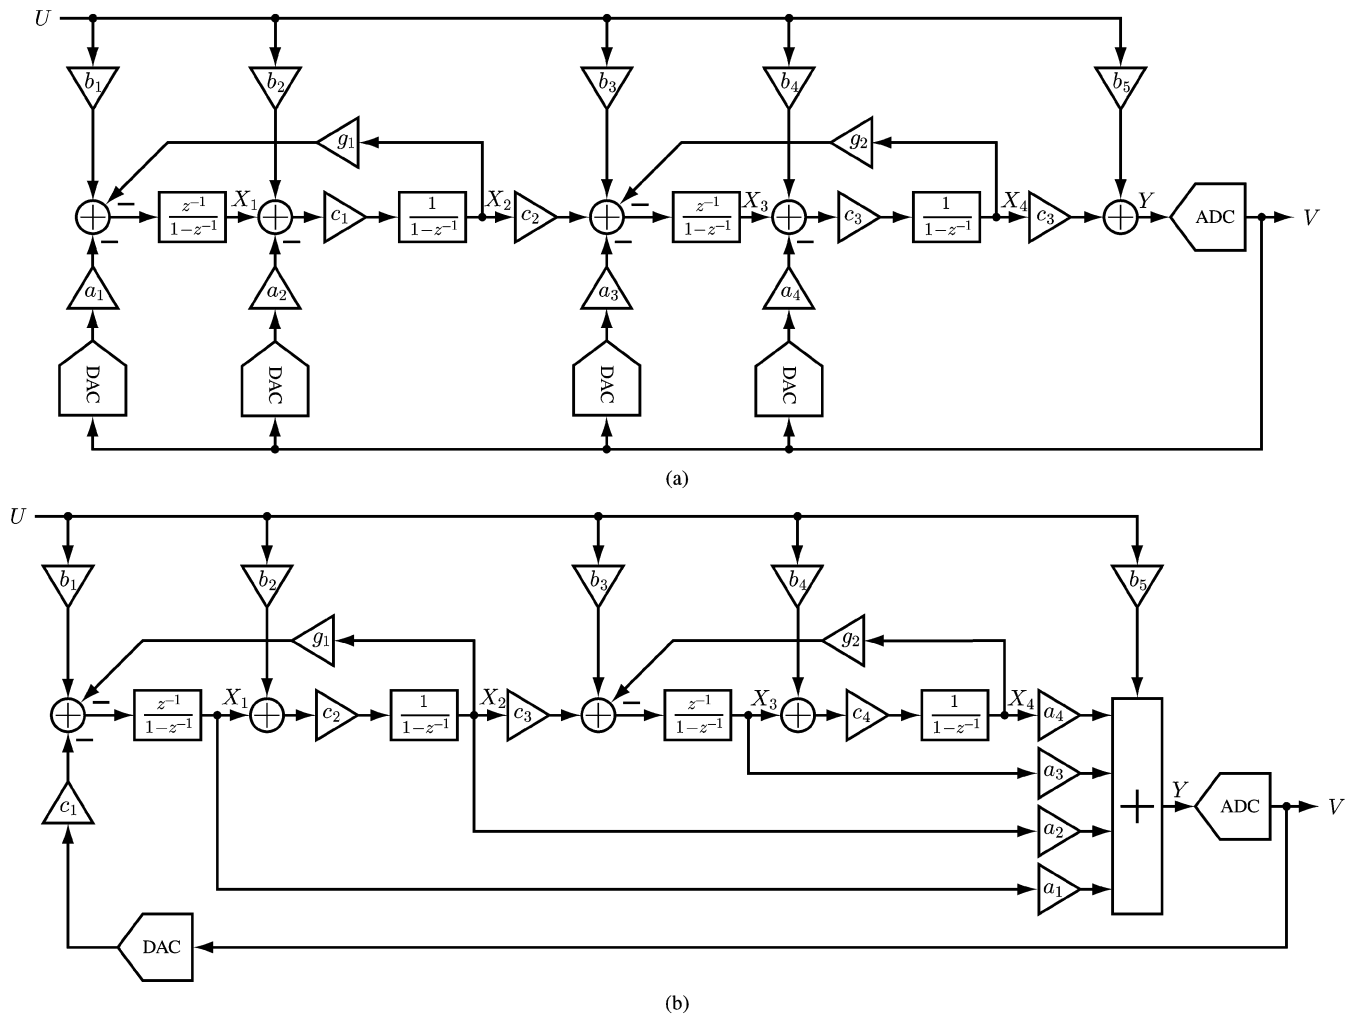 U
b1 b2 b3 b4 b5
g1 g2
− −
z−1 / 1−z−1 X1 + c1 1 / 1−z−1 X2 c2 + z−1 / 1−z−1 X3 + c3 1 / 1−z−1 X4 c3 + Y ADC V
− − − −
a1 a2 a3 a4
DAC DAC DAC DAC
(a)
U
b1 b2 b3 b4 b5
g1 g2
− −
+ z−1 / 1−z−1 X1 + c2 1 / 1−z−1 X2 c3 + z−1 / 1−z−1 X3 + c4 1 / 1−z−1 X4 a4
−
a3
c1 + Y ADC V
a2
a1
DAC
(b)